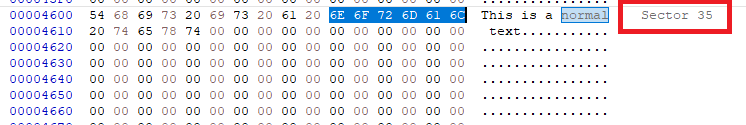 00004600 54 68 69 73 20 69 73 20 61 20 6E 6F 72 6D 61 6C This is a normal Sector 35
00004610 20 74 65 78 74 00 00 00 00 00 00 00 00 00 00 00 text...........
00004620 00 00 00 00 00 00 00 00 00 00 00 00 00 00 00 00 ................
00004630 00 00 00 00 00 00 00 00 00 00 00 00 00 00 00 00 ................
00004640 00 00 00 00 00 00 00 00 00 00 00 00 00 00 00 00 ................
00004650 00 00 00 00 00 00 00 00 00 00 00 00 00 00 00 00 ................
00004660 00 00 00 00 00 00 00 00 00 00 00 00 00 00 00 00 ................